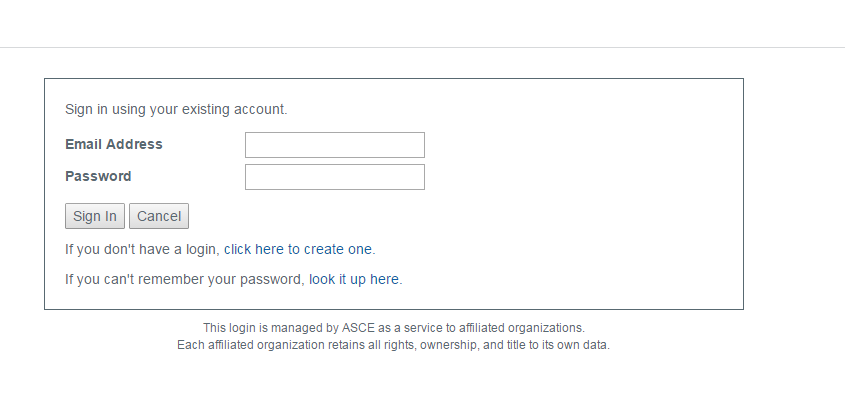 Sign in using your existing account.
Email Address
Password
Sign In Cancel
If you don't have a login, click here to create one.
If you can't remember your password, look it up here.
This login is managed by ASCE as a service to affiliated organizations.
Each affiliated organization retains all rights, ownership, and title to its own data.